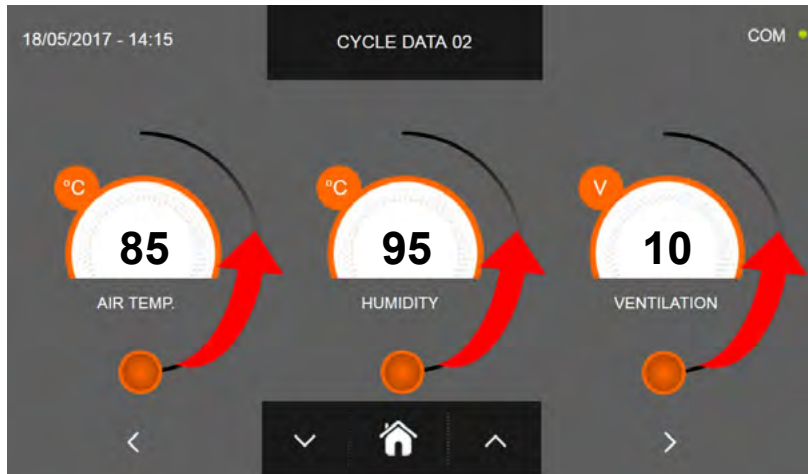 18/05/2017 - 14:15
CYCLE DATA 02
COM
°C
°C
V
85
95
10
AIR TEMP.
HUMIDITY
VENTILATION